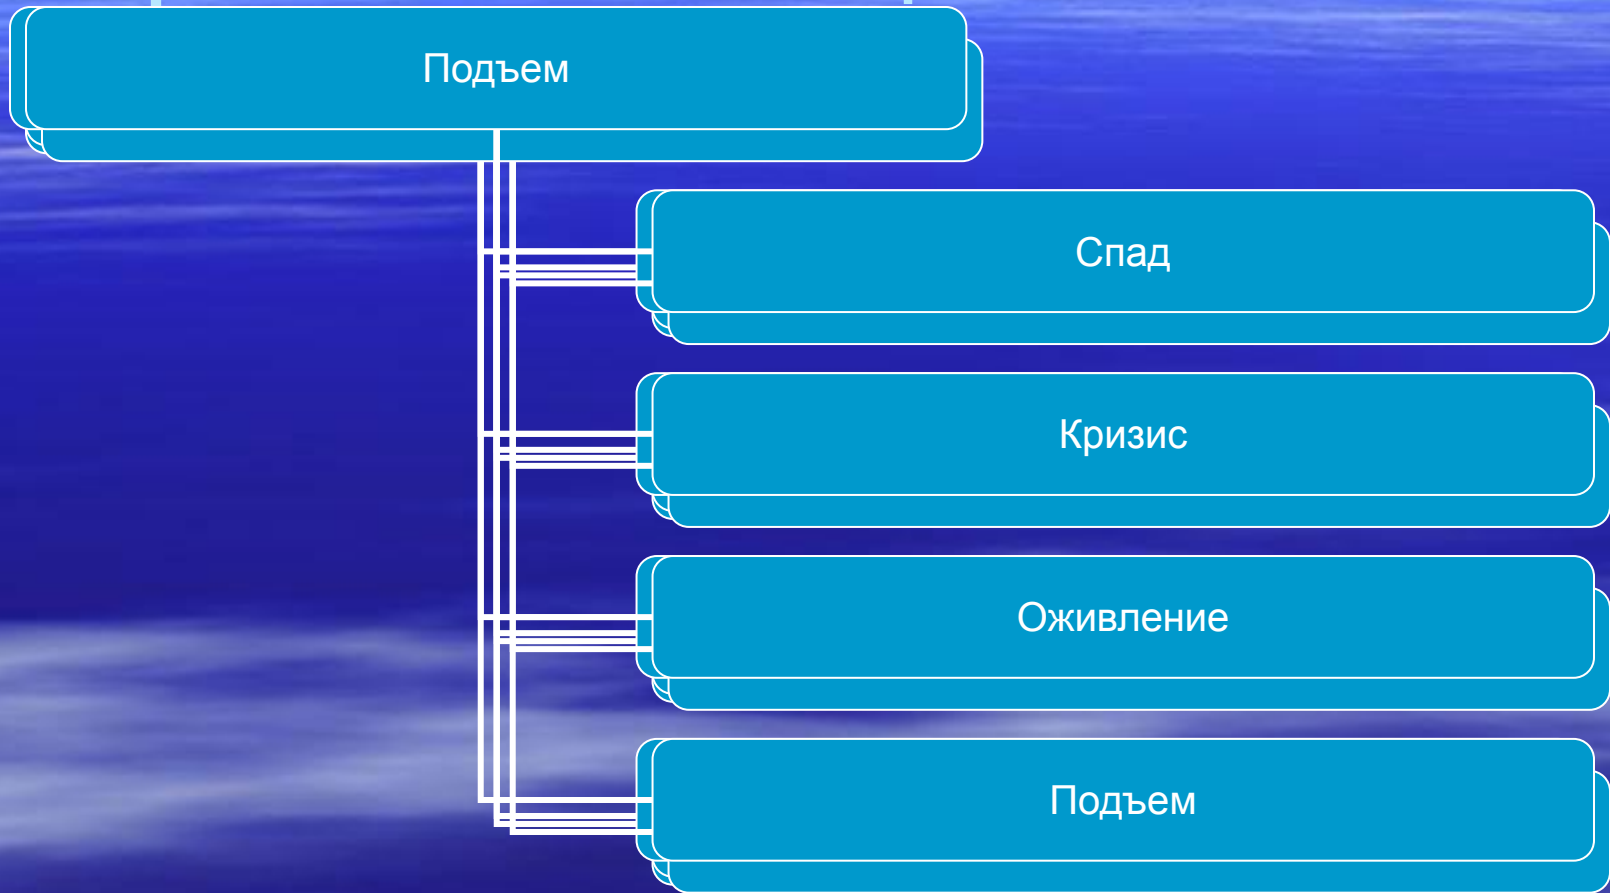 Подъем
Спад
Кризис
Оживление
Подъем